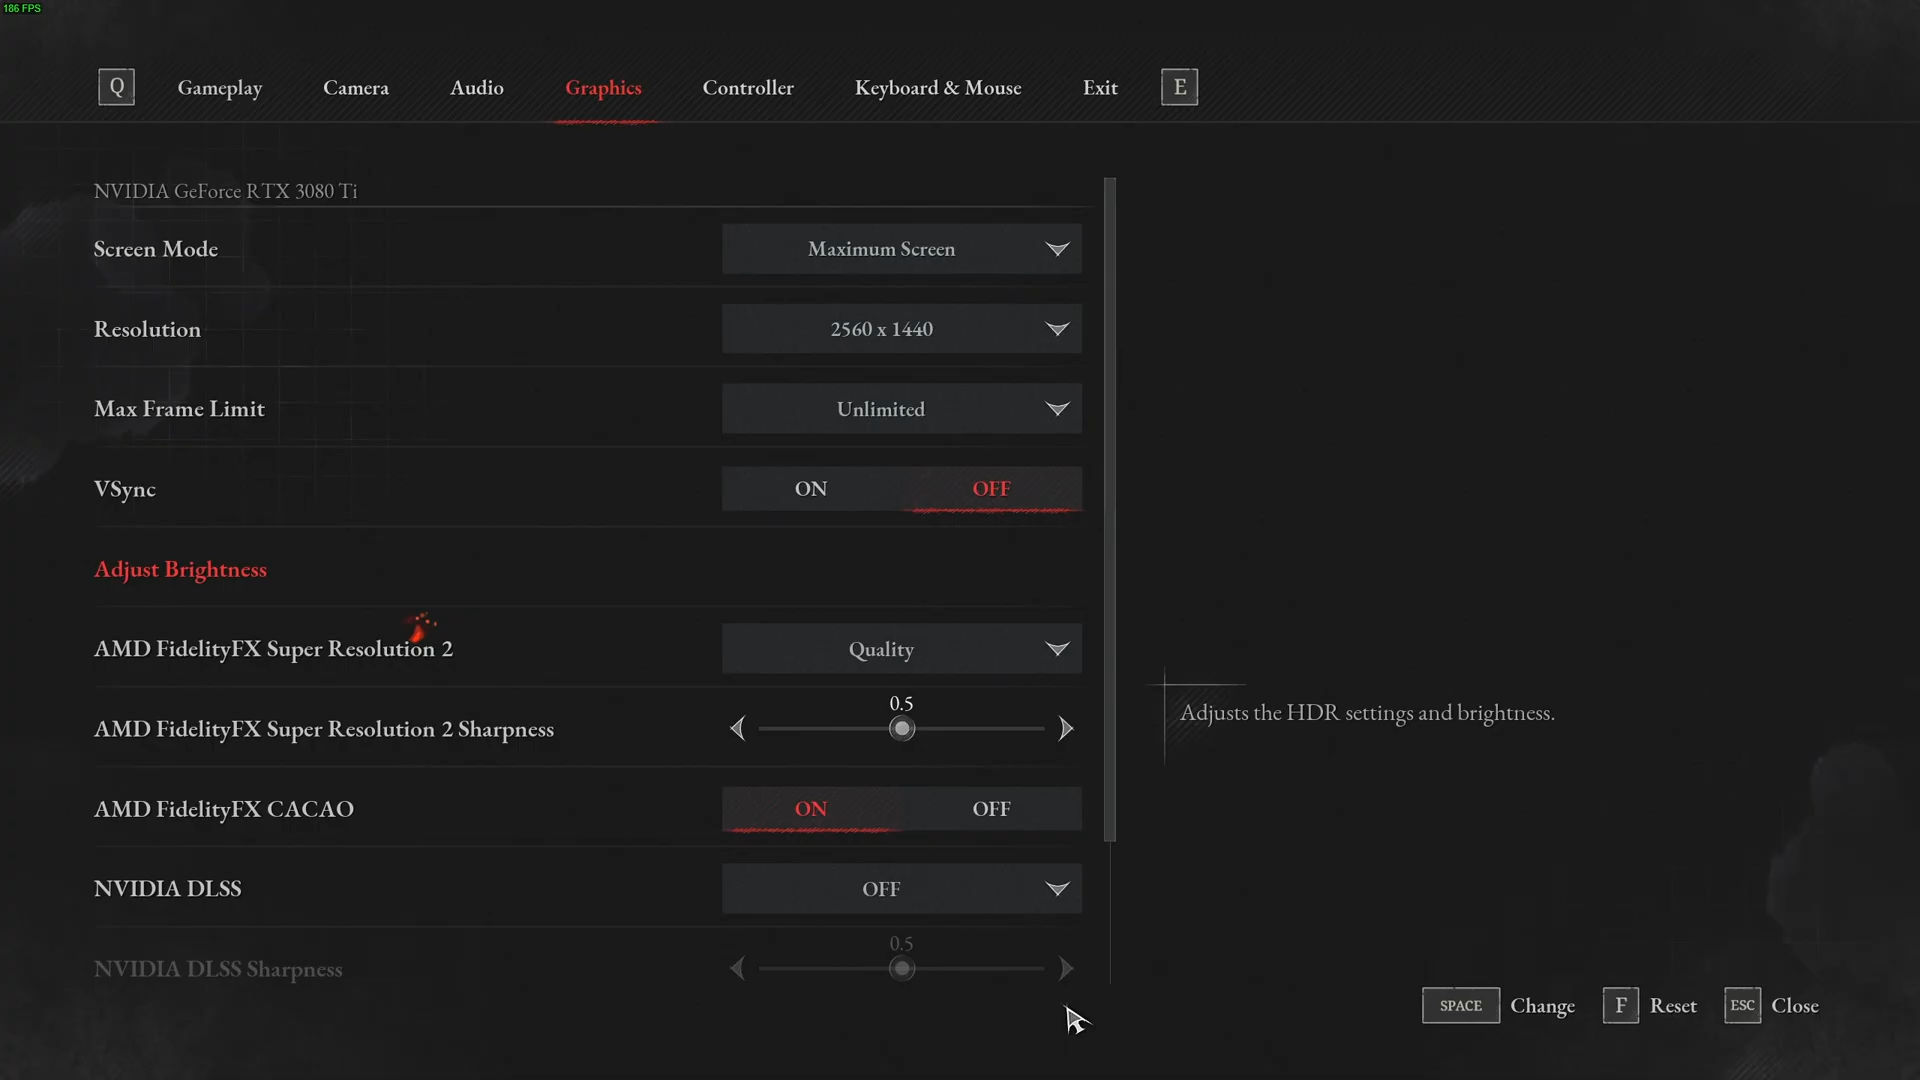 186 FPS
Q Gameplay Camera Audio Graphics Controller Keyboard & Mouse Exit E
NVIDIA GeForce RTX 3080 Ti
Screen Mode Maximum Screen
Resolution 2560 x 1440
Max Frame Limit Unlimited
VSync ON OFF
Adjust Brightness
AMD FidelityFX Super Resolution 2 Quality
0.5
AMD FidelityFX Super Resolution 2 Sharpness
Adjusts the HDR settings and brightness.
AMD FidelityFX CACAO ON OFF
NVIDIA DLSS OFF
0.5
NVIDIA DLSS Sharpness
SPACE Change F Reset ESC Close